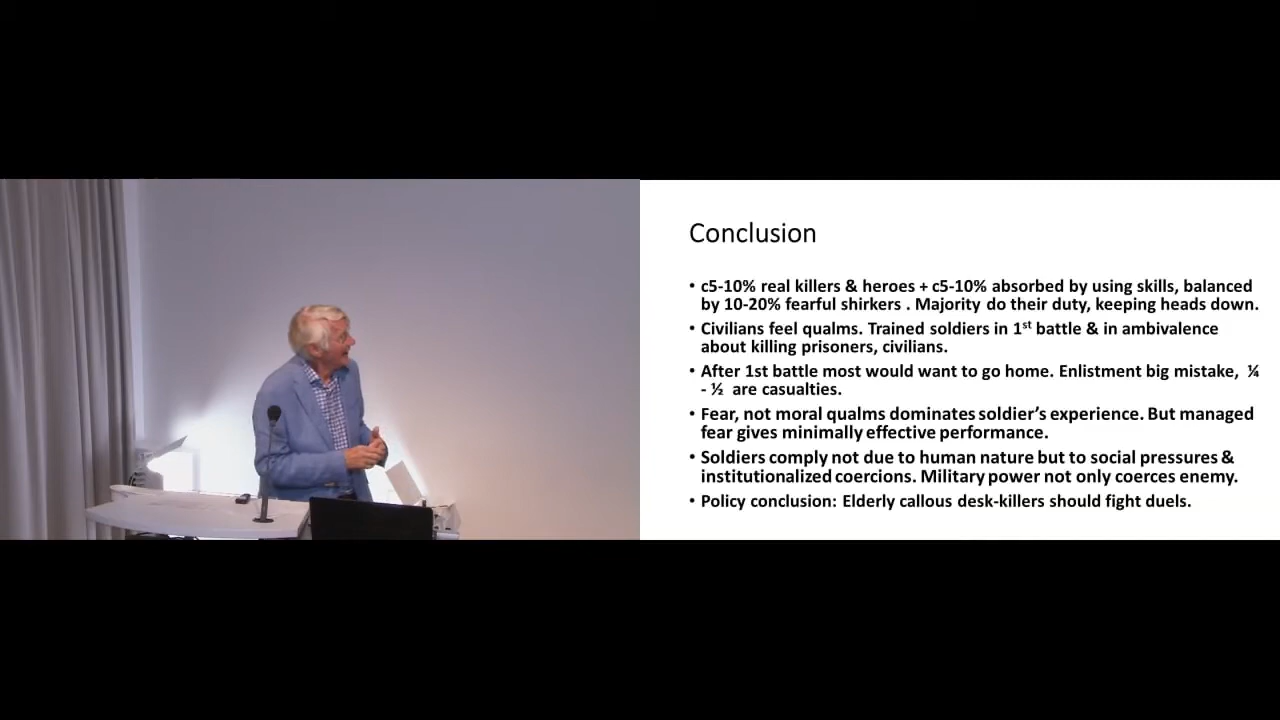 Conclusion
• c5-10% real killers & heroes + c5-10% absorbed by using skills, balanced
by 10-20% fearful shirkers . Majority do their duty, keeping heads down.
• Civilians feel qualms. Trained soldiers in 1st battle & in ambivalence
about killing prisoners, civilians.
• After 1st battle most would want to go home. Enlistment big mistake, ¼
- ½ are casualties.
• Fear, not moral qualms dominates soldier’s experience. But managed
fear gives minimally effective performance.
• Soldiers comply not due to human nature but to social pressures &
institutionalized coercions. Military power not only coerces enemy.
• Policy conclusion: Elderly callous desk-killers should fight duels.